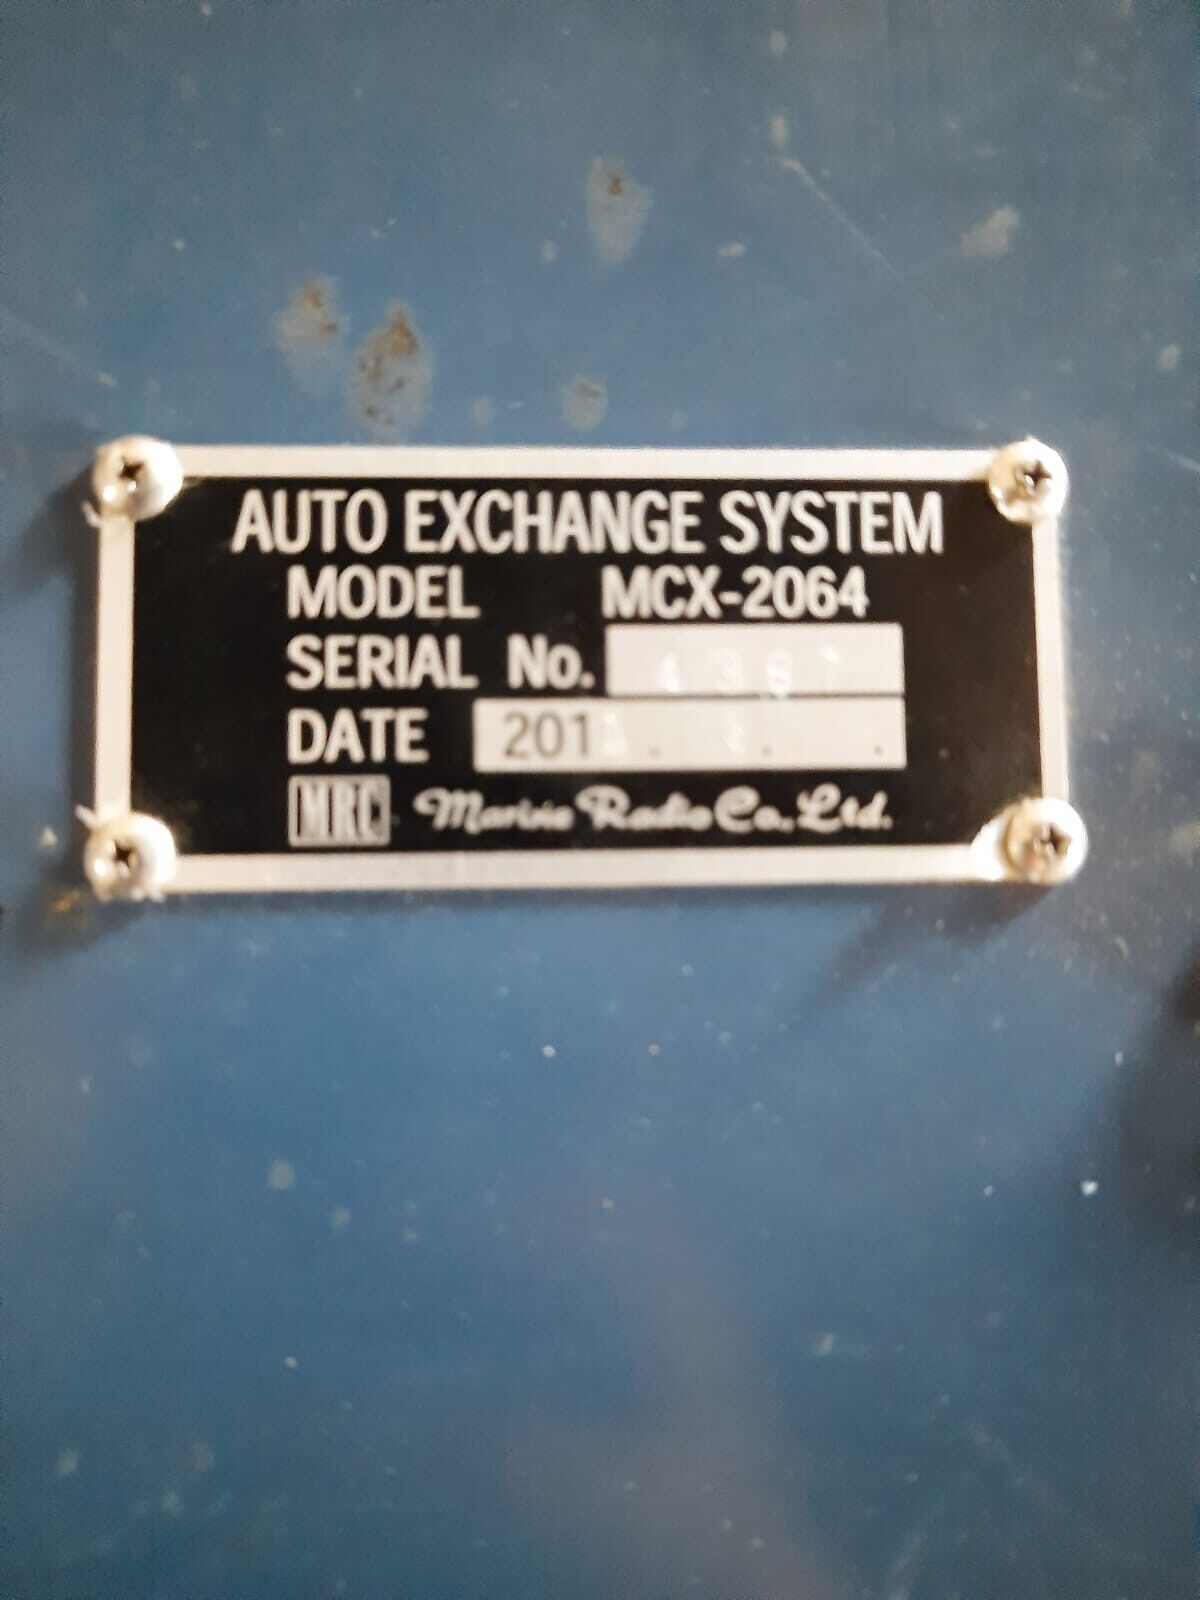 AUTO EXCHANGE SYSTEM
MODEL MCX-2064
SERIAL No.
DATE 201
MRC Marine Radio Co., Ltd.